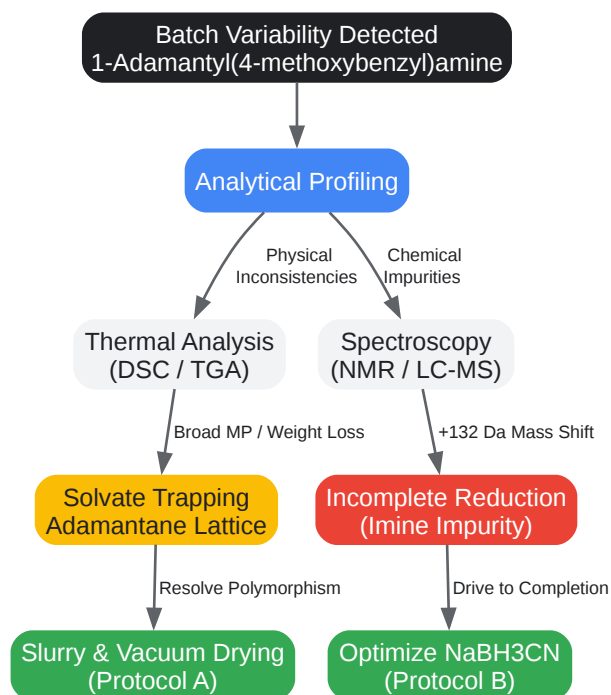 Batch Variability Detected
1-Adamantyl(4-methoxybenzyl)amine
Analytical Profiling
Physical
Inconsistencies
Chemical
Impurities
Thermal Analysis
(DSC / TGA)
Spectroscopy
(NMR / LC-MS)
Broad MP / Weight Loss
+132 Da Mass Shift
Solvate Trapping
Adamantane Lattice
Incomplete Reduction
(Imine Impurity)
Resolve Polymorphism
Drive to Completion
Slurry & Vacuum Drying
(Protocol A)
Optimize NaBH3CN
(Protocol B)